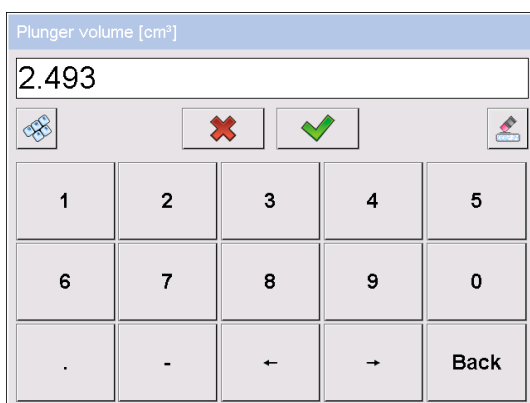 Plunger volume [cm³]
2.493
1 2 3 4 5
6 7 8 9 0
. - ← → Back